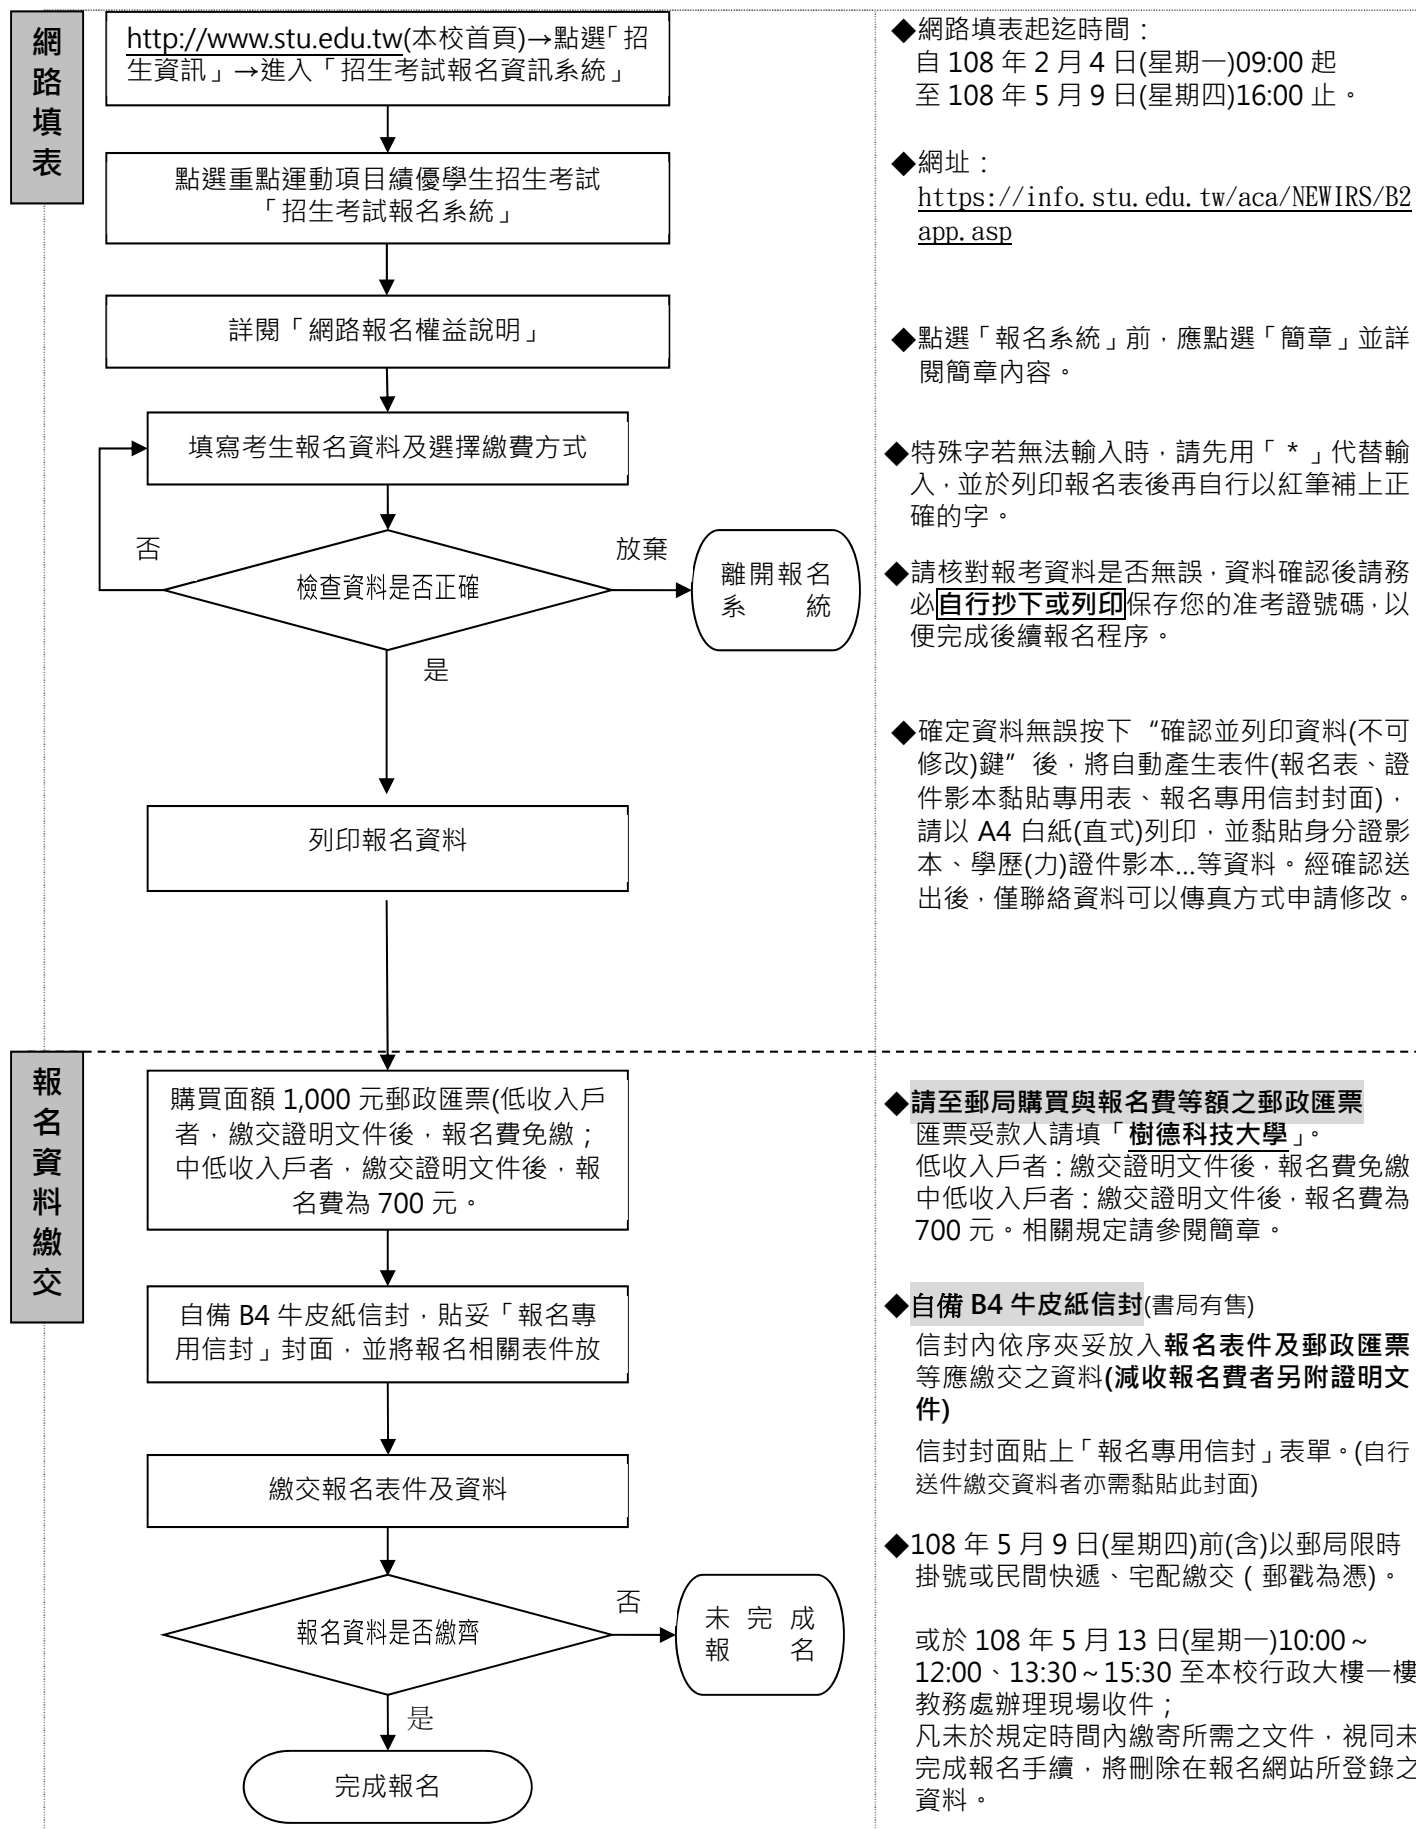 網路填表
http://www.stu.edu.tw(本校首頁)→點選「招
生資訊」→進入「招生考試報名資訊系統」
點選重點運動項目績優學生招生考試
「招生考試報名系統」
詳閱「網路報名權益說明」
填寫考生報名資料及選擇繳費方式
否
檢查資料是否正確
放棄
離開報名
系統
是
列印報名資料
◆網路填表起迄時間：
自 108 年 2 月 4 日(星期一)09:00 起
至 108 年 5 月 9 日(星期四)16:00 止。
◆網址：
https://info.stu.edu.tw/aca/NEWIRS/B2
app.asp
◆點選「報名系統」前，應點選「簡章」並詳
閱簡章內容。
◆特殊字若無法輸入時，請先用「 * 」代替輸
入，並於列印報名表後再自行以紅筆補上正
確的字。
◆請核對報考資料是否無誤，資料確認後請務
必自行抄下或列印保存您的准考證號碼，以
便完成後續報名程序。
◆確定資料無誤按下 “確認並列印資料(不可
修改)鍵” 後，將自動產生表件(報名表、證
件影本黏貼專用表、報名專用信封封面)，
請以 A4 白紙(直式)列印，並黏貼身分證影
本、學歷(力)證件影本...等資料。經確認送
出後，僅聯絡資料可以傳真方式申請修改。
報名資料繳交
購買面額 1,000 元郵政匯票(低收入戶
者，繳交證明文件後，報名費免繳；
中低收入戶者，繳交證明文件後，報
名費為 700 元。
自備 B4 牛皮紙信封，貼妥「報名專
用信封」封面，並將報名相關表件放
繳交報名表件及資料
報名資料是否繳齊
否
未完成
報名
是
完成報名
◆請至郵局購買與報名費等額之郵政匯票
匯票受款人請填「樹德科技大學」。
低收入戶者：繳交證明文件後，報名費免繳
中低收入戶者：繳交證明文件後，報名費為
700 元。相關規定請參閱簡章。
◆自備 B4 牛皮紙信封(書局有售)
信封內依序夾妥放入報名表件及郵政匯票
等應繳交之資料(減收報名費者另附證明文
件)
信封封面貼上「報名專用信封」表單。(自行
送件繳交資料者亦需黏貼此封面)
◆108 年 5 月 9 日(星期四)前(含)以郵局限時
掛號或民間快遞、宅配繳交 ( 郵戳為憑)。
或於 108 年 5 月 13 日(星期一)10:00～
12:00、13:30～15:30 至本校行政大樓一樓
教務處辦理現場收件；
凡未於規定時間內繳寄所需之文件，視同未
完成報名手續，將刪除在報名網站所登錄之
資料。